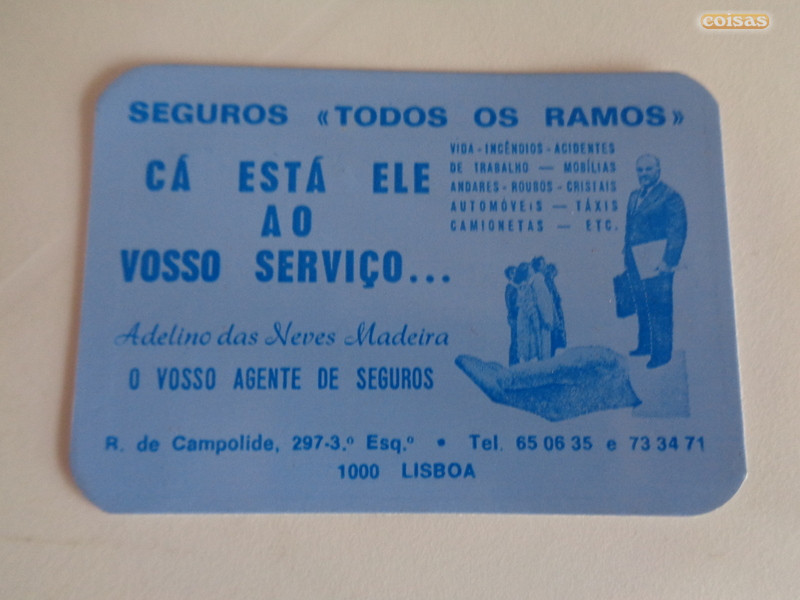 coisas
SEGUROS «TODOS OS RAMOS»
CÁ ESTÁ ELE
AO
VOSSO SERVIÇO...
VIDA - INCÊNDIOS - ACIDENTES
DE TRABALHO — MOBÍLIAS
ANDARES - ROUBOS - CRISTAIS
AUTOMÓVEIS — TÁXIS
CAMIONETAS — ETC.
Adelino das Neves Madeira
O VOSSO AGENTE DE SEGUROS
R. de Campolide, 297-3.º Esq.º • Tel. 65 06 35 e 73 34 71
1000 LISBOA